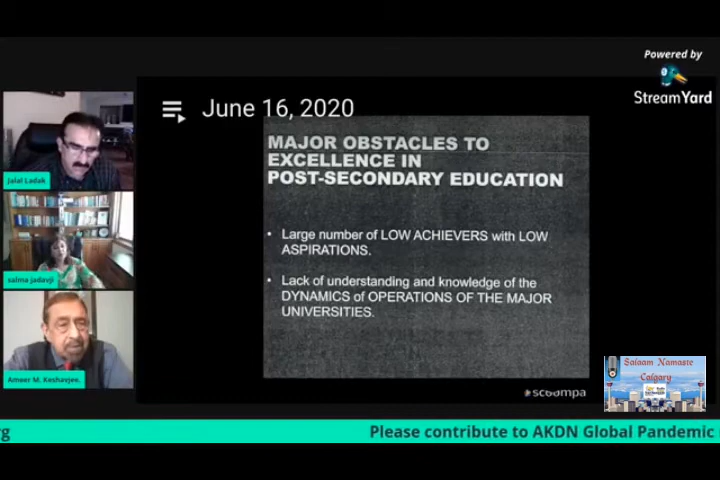 Powered by
StreamYard
June 16, 2020
MAJOR OBSTACLES TO
EXCELLENCE IN
POST-SECONDARY EDUCATION
• Large number of LOW ACHIEVERS with LOW
ASPIRATIONS.
• Lack of understanding and knowledge of the
DYNAMICS of OPERATIONS OF THE MAJOR
UNIVERSITIES.
Jalal Ladak
salma jadavji
Ameer M. Keshavjee.
Salaam Namaste
Calgary
scoompa
rg
Please contribute to AKDN Global Pandemic